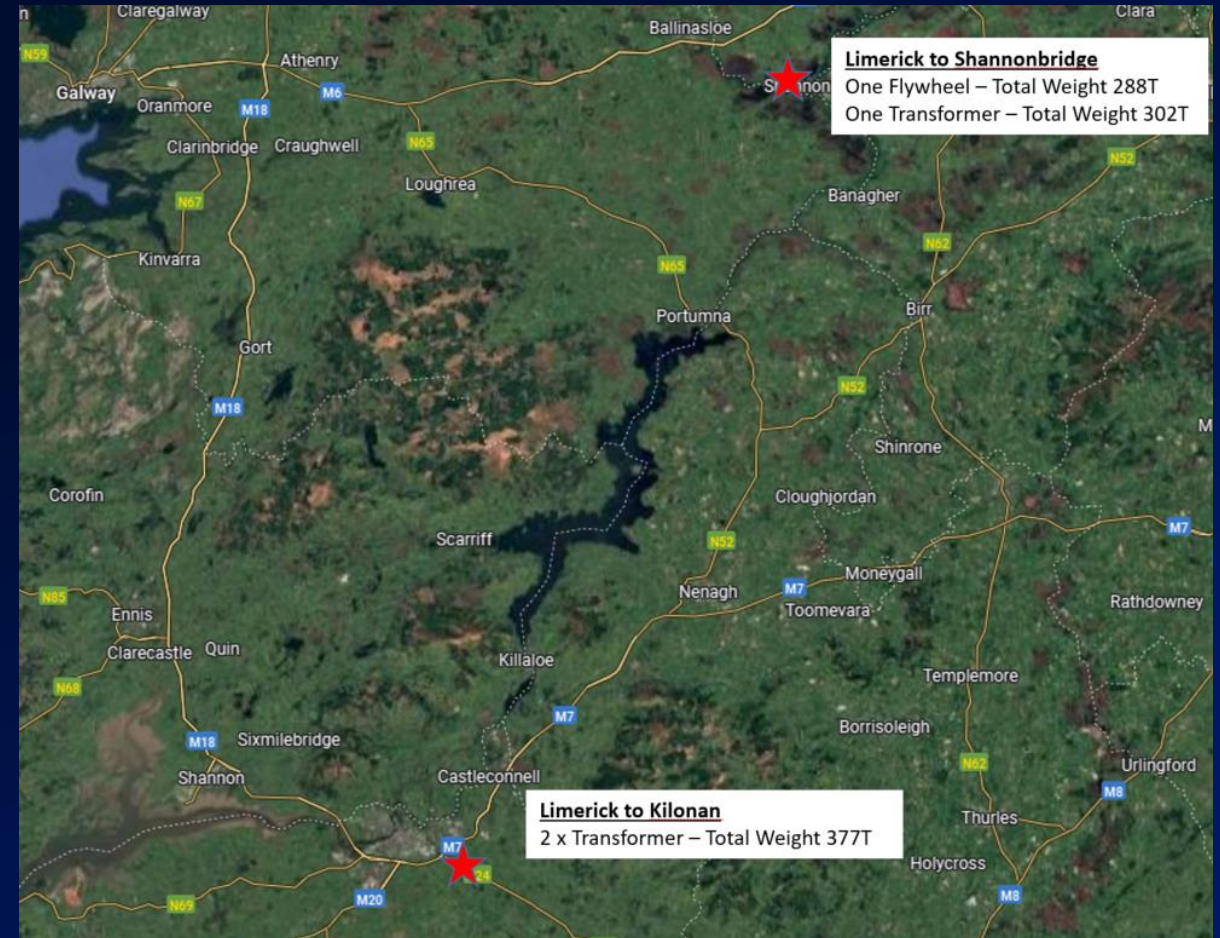 n
Claregalway
Ballinasloe
Clara
N59
Athenry
Galway
Oranmore
M6
M18
Clarinbridge
Craughwell
N65
Loughrea
N67
Kinvarra
Limerick to Shannonbridge
One Flywheel – Total Weight 288T
One Transformer – Total Weight 302T
N52
Banagher
N62
N65
Portumna
Birr
Gort
M18
N52
Shinrone
M
Corofin
Cloughjordan
Scarriff
N52
M7
Moneygall
Nenagh
M7
Toomevara
Rathdowney
N85
Ennis
Clarecastle
Quin
Killaloe
N68
Templemore
M7
Borrisoleigh
M18
Sixmilebridge
Shannon
Castleconnell
N62
Urlingford
M8
Limerick to Kilonan
2 x Transformer – Total Weight 377T
Thurles
M7
24
Holycross
M20
N69
M8